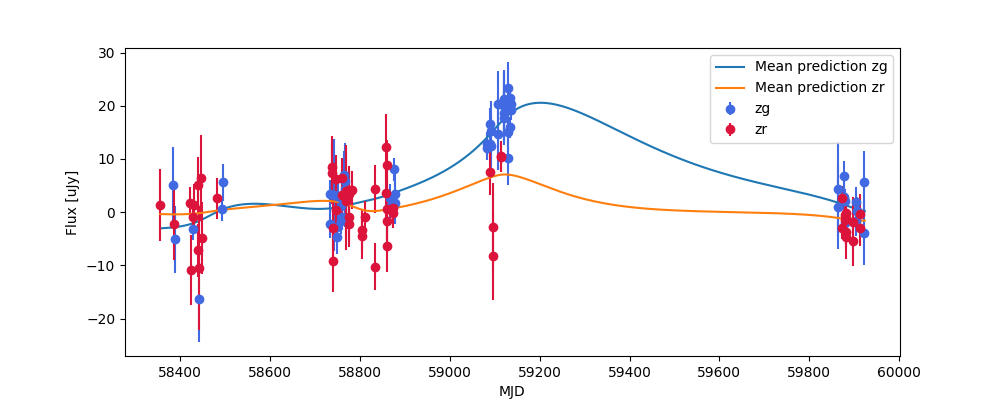 30
20
10
0
−10
−20
Flux [uJy]
58400
58600
58800
59000
59200
59400
59600
59800
60000
MJD
Mean prediction zg
Mean prediction zr
zg
zr